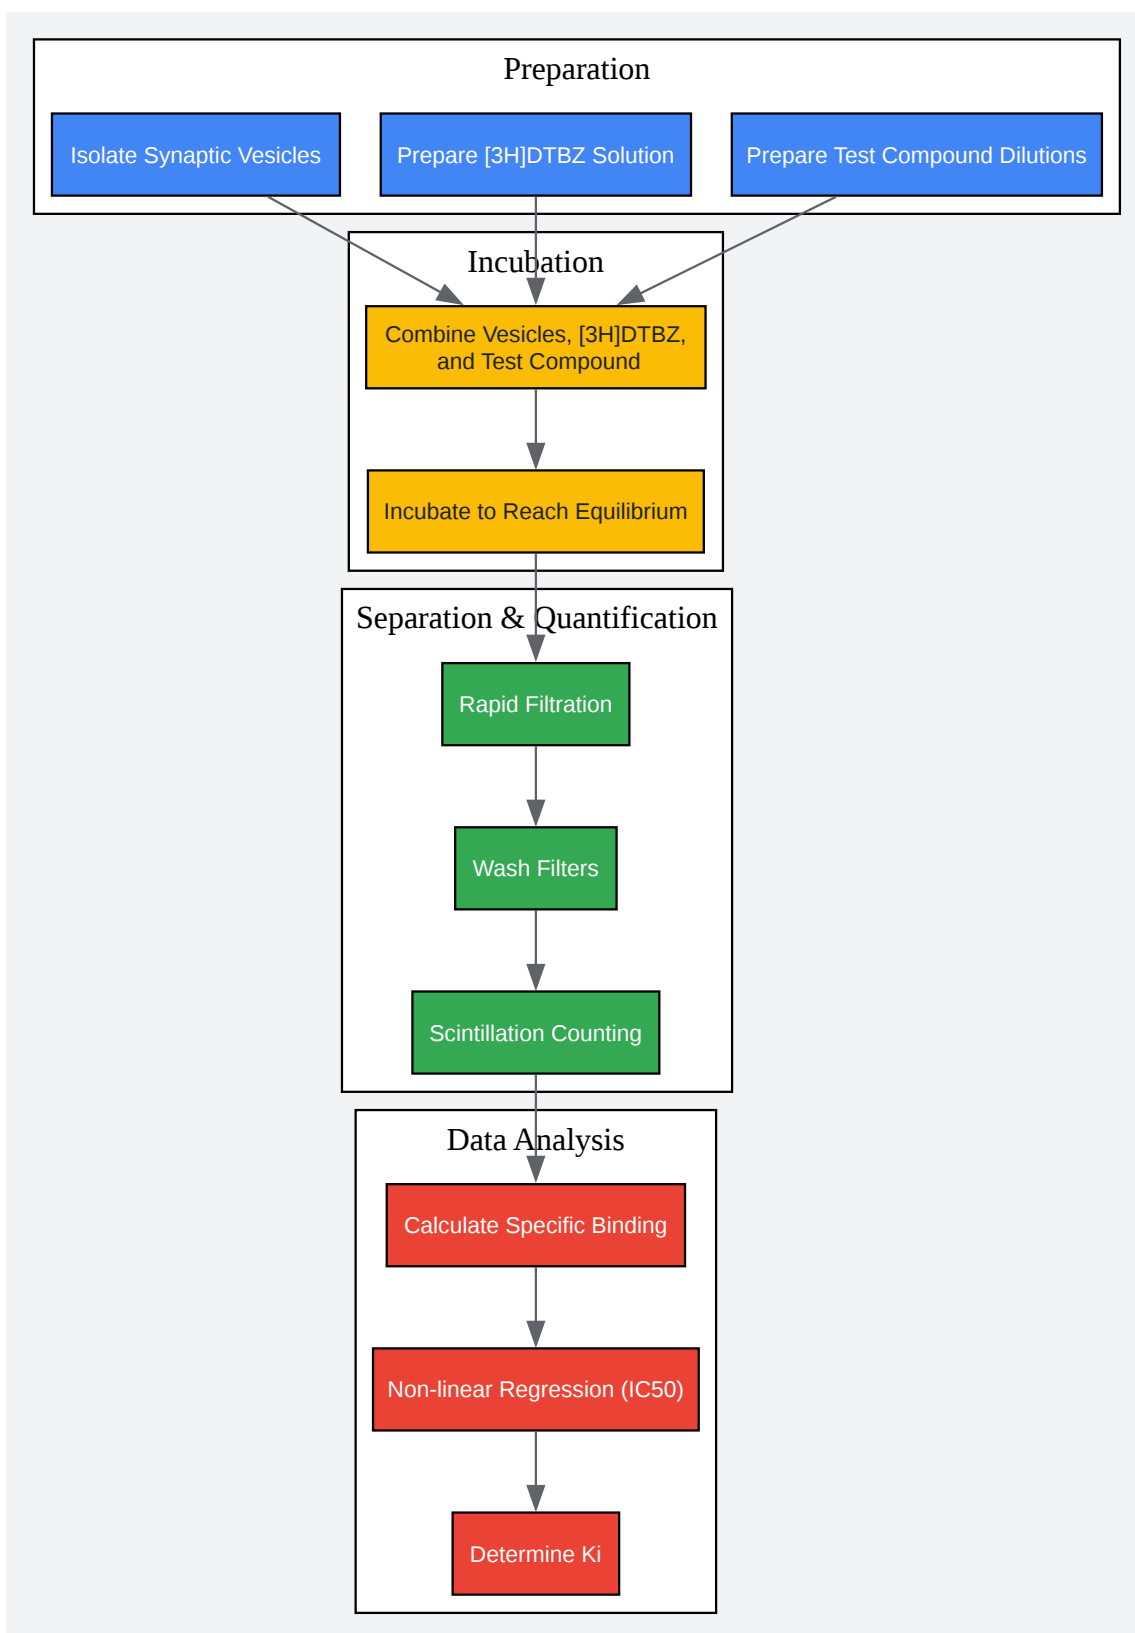 Preparation
Isolate Synaptic Vesicles
Prepare [3H]DTBZ Solution
Prepare Test Compound Dilutions
Incubation
Combine Vesicles, [3H]DTBZ,
and Test Compound
Incubate to Reach Equilibrium
Separation & Quantification
Rapid Filtration
Wash Filters
Scintillation Counting
Data Analysis
Calculate Specific Binding
Non-linear Regression (IC50)
Determine Ki